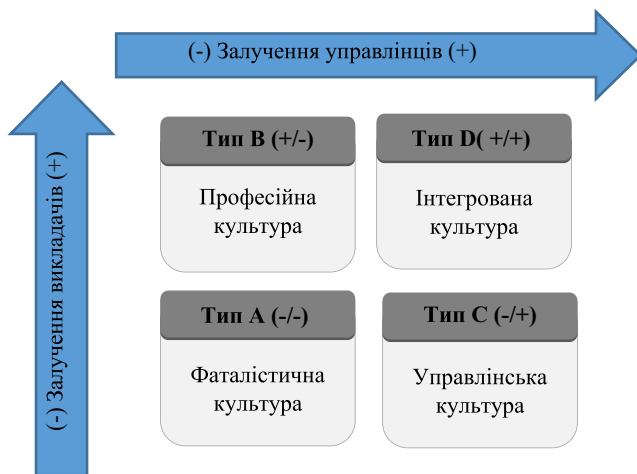 (-) Залучення управлінців (+)
(-) Залучення викладачів (+)
Тип B (+/-)
Професійна
культура
Тип D( +/+)
Інтегрована
культура
Тип А (-/-)
Фаталістична
культура
Тип C (-/+)
Управлінська
культура